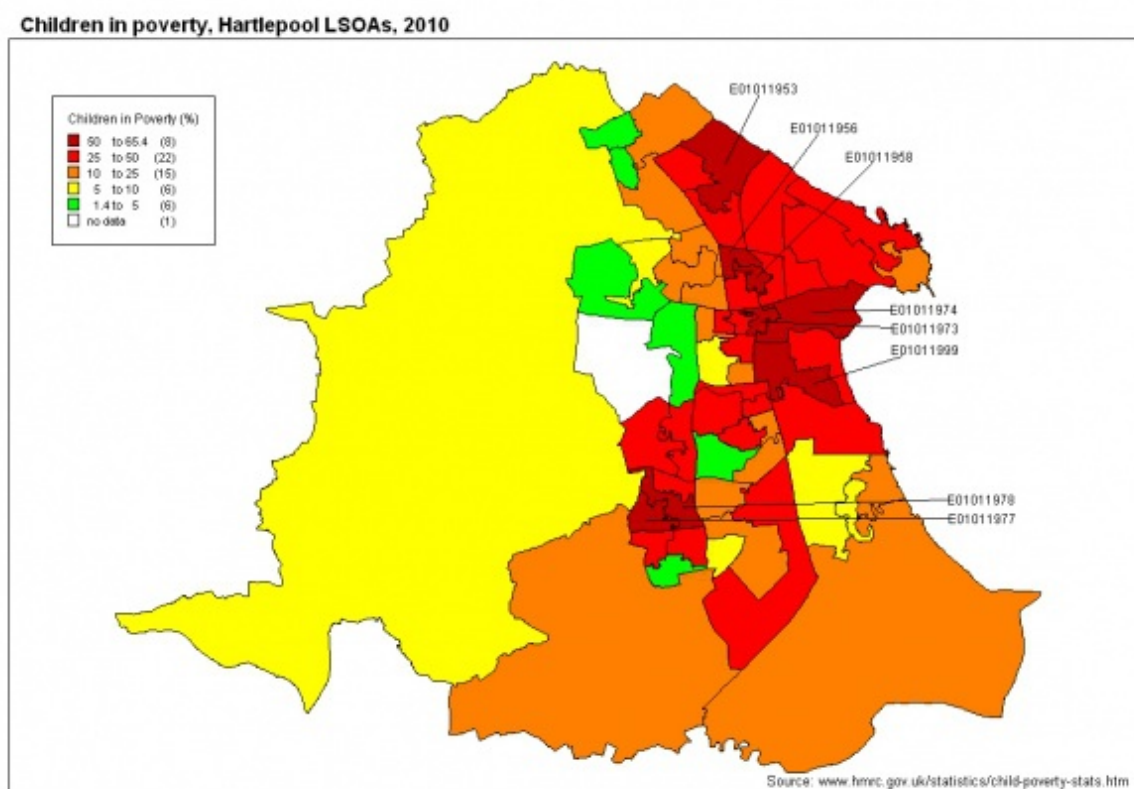 Children in poverty, Hartlepool LSOAs, 2010
Children in Poverty (%)
50 to 65.4 (8)
25 to 50 (22)
10 to 25 (15)
5 to 10 (6)
1.4 to 5 (6)
no data (1)
E01011953
E01011956
E01011958
E01011974
E01011973
E01011999
E01011978
E01011977
Source: www.hmrc.gov.uk/statistics/child-poverty-stats.htm